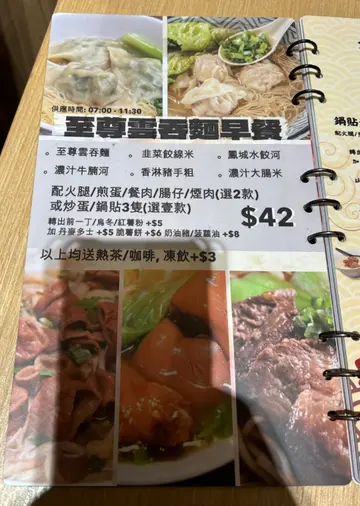 供應時間: 07:00 - 11:30
至尊雲吞麵早餐
。至尊雲吞麵 。韭菜餃線米 。鳳城水餃河
。濃汁牛腩河 。香淋豬手粗 。濃汁大腸米
配火腿/煎蛋/餐肉/腸仔/煙肉(選2款)
或炒蛋/鍋貼3隻(選壹款)
$42
轉出前一丁/烏冬/紅薯粉 +$5
加 丹麥多士 +$5 脆薯餅 +$6 奶油豬/菠蘿油 +$8
以上均送熱茶/咖啡, 凍飲+$3
鍋貼